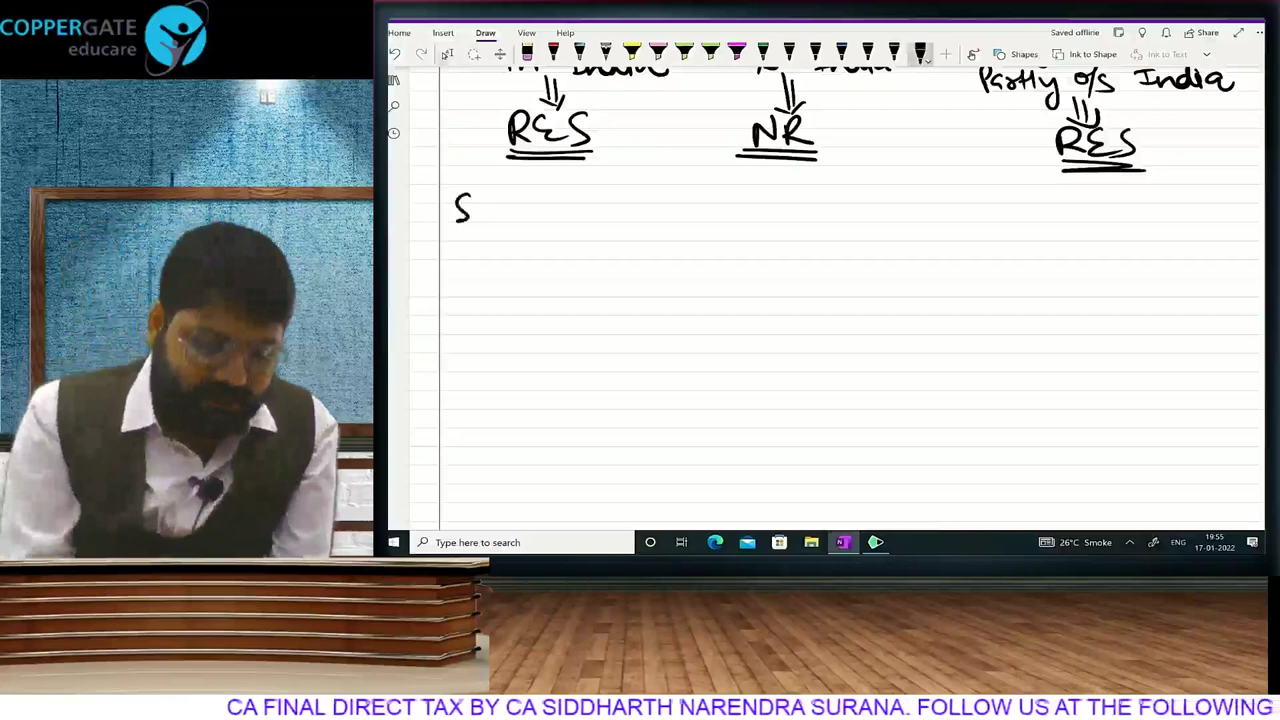 COPPERGATE
educare
Home Insert Draw View Help
Saved offline
Share
Shapes
Ink to Shape
Ink to Text
India
Partly o/s India
RES
NR
RES
S
Type here to search
26°C Smoke
ENG
19:55
17-01-2022
CA FINAL DIRECT TAX BY CA SIDDHARTH NARENDRA SURANA. FOLLOW US AT THE FOLLOWING